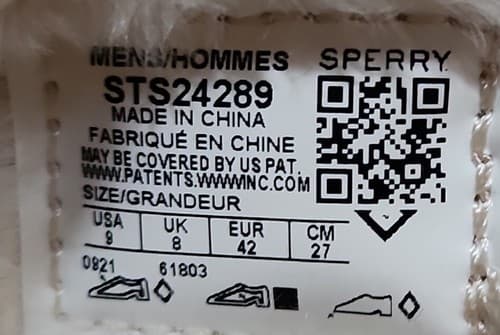 MENS/HOMMES SPERRY
STS24289
MADE IN CHINA
FABRIQUÉ EN CHINE
MAY BE COVERED BY US PAT.
WWW.PATENTS.WWWINC.COM
SIZE/GRANDEUR
USA UK EUR CM
9 8 42 27
0921 61803